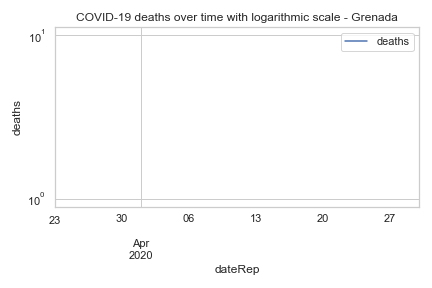 COVID-19 deaths over time with logarithmic scale - Grenada
deaths
10¹
deaths
10⁰
23 30 06 13 20 27
Apr
2020
dateRep